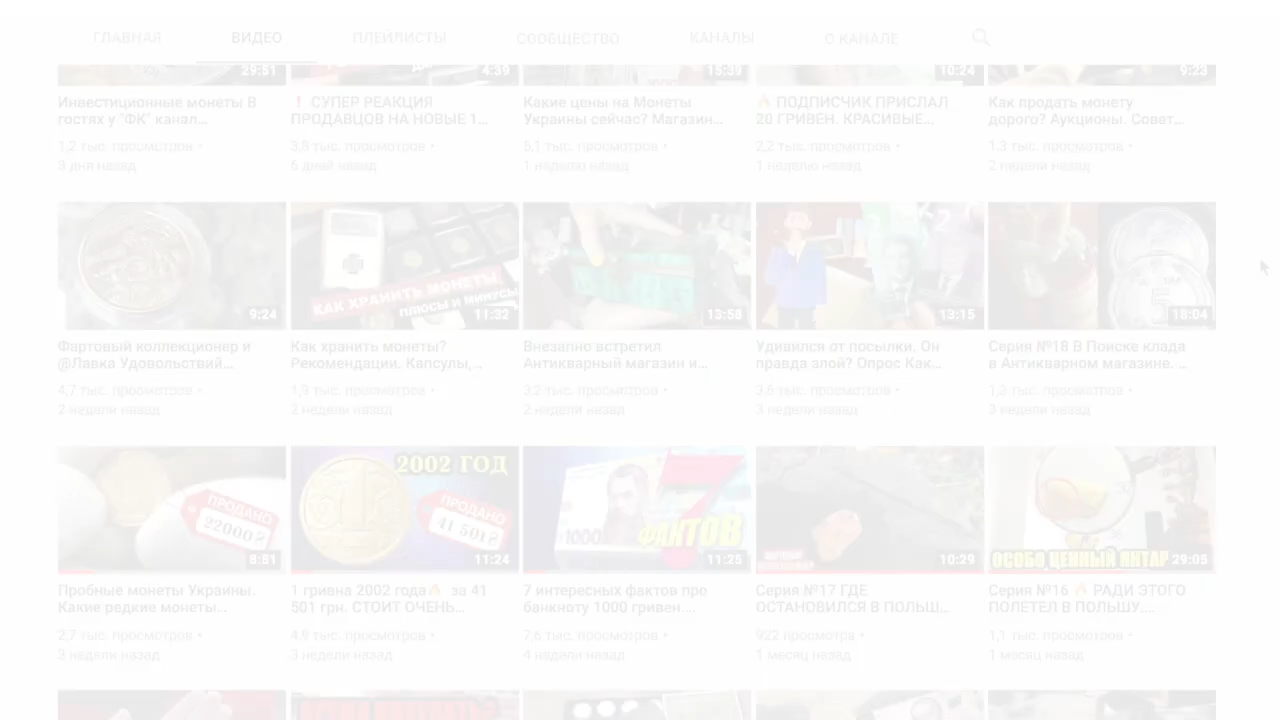 ГЛАВНАЯ ВИДЕО ПЛЕЙЛИСТЫ СООБЩЕСТВО КАНАЛЫ О КАНАЛЕ
29:51 4:39 15:39 10:24 9:23
Инвестиционные монеты В гостях у "ФК" канал…
1,2 тыс. просмотров •
3 дня назад
❗ СУПЕР РЕАКЦИЯ ПРОДАВЦОВ НА НОВЫЕ 1…
3,8 тыс. просмотров •
6 дней назад
Какие цены на Монеты Украины сейчас? Магазин…
5,1 тыс. просмотров •
1 неделю назад
🔥 ПОДПИСЧИК ПРИСЛАЛ 20 ГРИВЕН. КРАСИВЫЕ…
2,2 тыс. просмотров •
1 неделю назад
Как продать монету дорого? Аукционы. Совет…
1,3 тыс. просмотров •
2 недели назад
9:24
КАК ХРАНИТЬ МОНЕТЫ
ПЛЮСЫ И МИНУСЫ
11:32
13:53
13:15
18:04
Фартовый коллекционер и @Лавка Удовольствий…
4,7 тыс. просмотров •
2 недели назад
Как хранить монеты? Рекомендации. Капсулы,…
1,9 тыс. просмотров •
2 недели назад
Внезапно встретил Антикварный магазин и…
3,2 тыс. просмотров •
2 недели назад
Удивился от посылки. Он правда злой? Опрос Как…
3,6 тыс. просмотров •
3 недели назад
Серия №18 В Поиске клада в Антикварном магазине. …
1,2 тыс. просмотров •
3 недели назад
ПРОДАНО
22000 ₴
8:51
2002 ГОД
ПРОДАНО
41 501 ₴
11:24
1000
7
ФАКТОВ
11:25
10:29
ОСОБО ЦЕННЫЙ ЯНТАР
29:05
Пробные монеты Украины. Какие редкие монеты…
2,7 тыс. просмотров •
3 недели назад
1 гривна 2002 года🔥 за 41 501 грн. СТОИТ ОЧЕНЬ…
4,9 тыс. просмотров •
3 недели назад
7 интересных фактов про банкноту 1000 гривен.…
7,6 тыс. просмотров •
4 недели назад
Серия №17 ГДЕ ОСТАНОВИЛСЯ В ПОЛЬШ…
922 просмотра •
1 месяц назад
Серия №16 🔥 РАДИ ЭТОГО ПОЛЕТЕЛ В ПОЛЬШУ.…
1,1 тыс. просмотров •
1 месяц назад